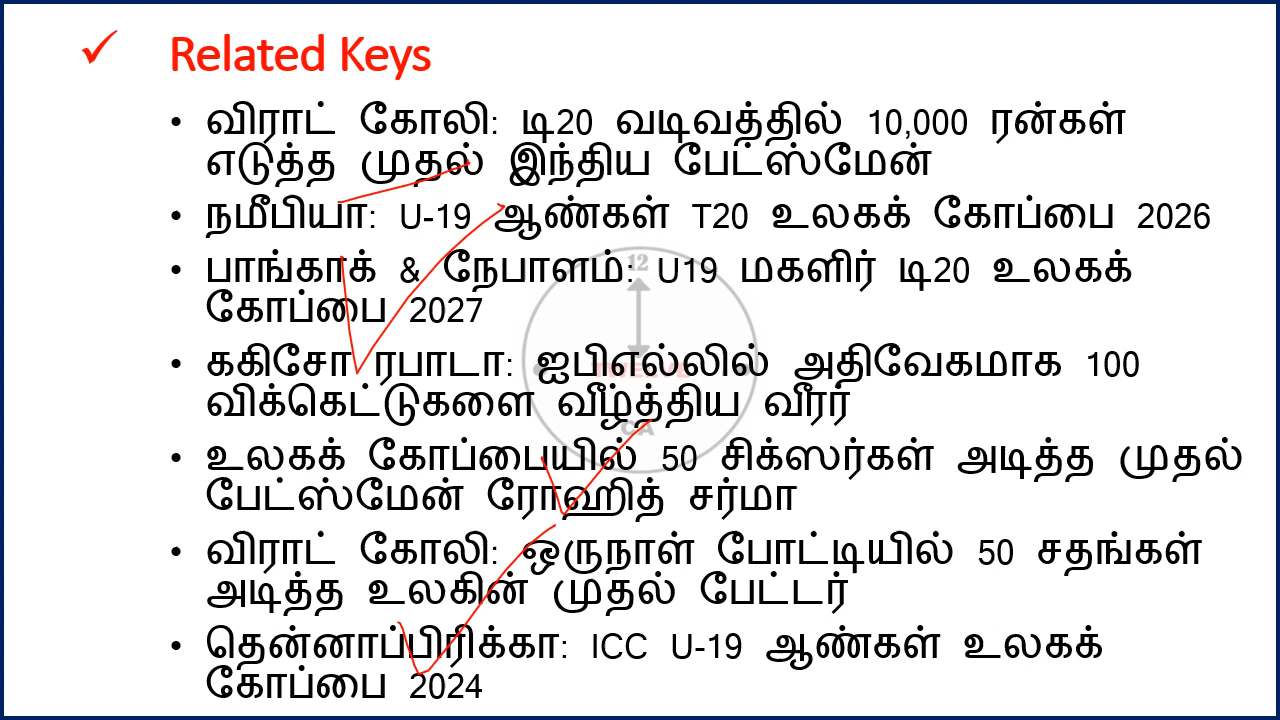 Related Keys
• விராட் கோலி: டி20 வடிவத்தில் 10,000 ரன்கள்
எடுத்த முதல் இந்திய பேட்ஸ்மேன்
• நமீபியா: U-19 ஆண்கள் T20 உலகக் கோப்பை 2026
• பாங்காக் & நேபாளம்: U19 மகளிர் டி20 உலகக்
கோப்பை 2027
• ககிசோ ரபாடா: ஐபிஎல்லில் அதிவேகமாக 100
விக்கெட்டுகளை வீழ்த்திய வீரர்
• உலகக் கோப்பையில் 50 சிக்ஸர்கள் அடித்த முதல்
பேட்ஸ்மேன் ரோஹித் சர்மா
• விராட் கோலி: ஒருநாள் போட்டியில் 50 சதங்கள்
அடித்த உலகின் முதல் பேட்டர்
• தென்னாப்பிரிக்கா: ICC U-19 ஆண்கள் உலகக்
கோப்பை 2024
12
CA